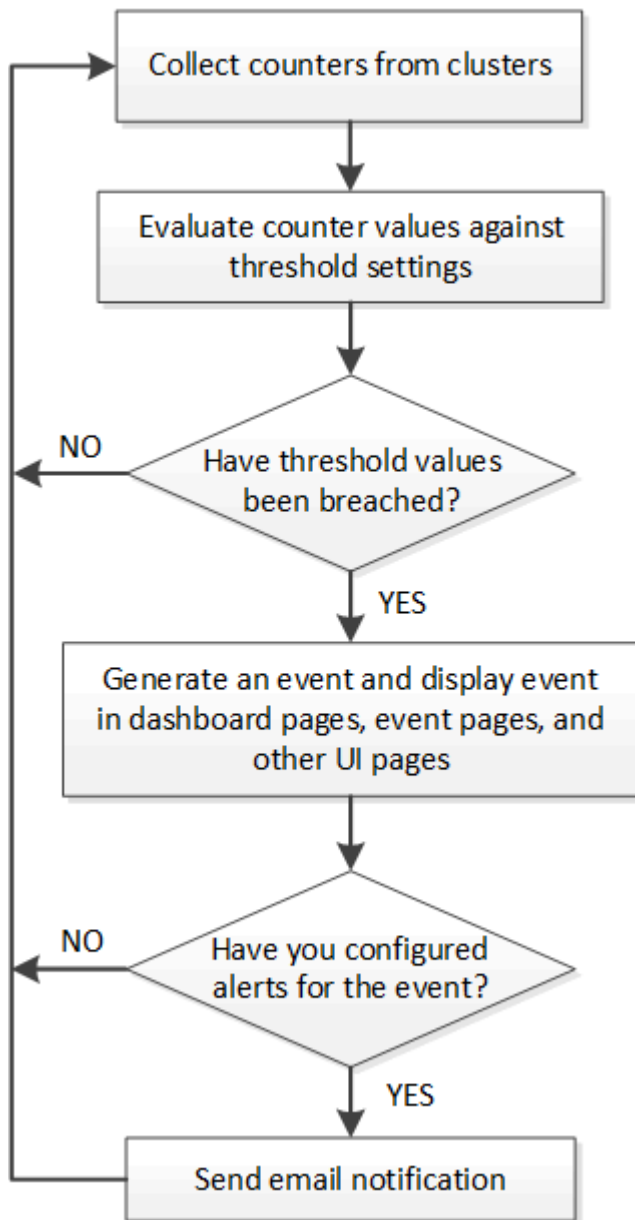 Collect counters from clusters
Evaluate counter values against
threshold settings
NO
Have threshold values
been breached?
YES
Generate an event and display event
in dashboard pages, event pages, and
other UI pages
NO
Have you configured
alerts for the event?
YES
Send email notification